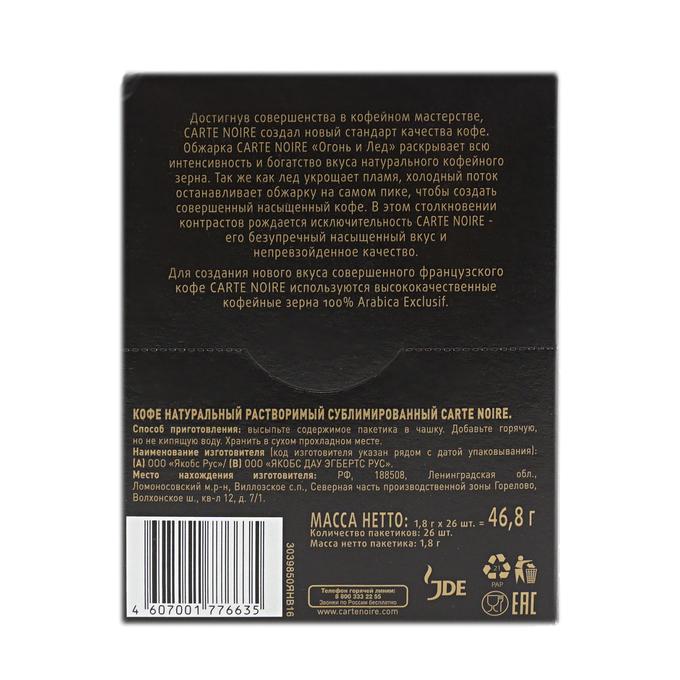 Достигнув совершенства в кофейном мастерстве,
CARTE NOIRE создал новый стандарт качества кофе.
Обжарка CARTE NOIRE «Огонь и Лед» раскрывает всю
интенсивность и богатство вкуса натурального кофейного
зерна. Так же как лед укрощает пламя, холодный поток
останавливает обжарку на самом пике, чтобы создать
совершенный насыщенный кофе. В этом столкновении
контрастов рождается исключительность CARTE NOIRE -
его безупречный насыщенный вкус и
непревзойденное качество.
Для создания нового вкуса совершенного французского
кофе CARTE NOIRE используются высококачественные
кофейные зерна 100% Arabica Exclusif.
КОФЕ НАТУРАЛЬНЫЙ РАСТВОРИМЫЙ СУБЛИМИРОВАННЫЙ CARTE NOIRE.
Способ приготовления: высыпьте содержимое пакетика в чашку. Добавьте горячую,
но не кипящую воду. Хранить в сухом прохладном месте.
Наименование изготовителя (код изготовителя указан рядом с датой упаковывания):
(А) ООО «Якобс Рус»/ (В) ООО «ЯКОБС ДАУ ЭГБЕРТС РУС».
Место нахождения изготовителя: РФ, 188508, Ленинградская обл.,
Ломоносовский м.р-н, Виллозское с.п., Северная часть производственной зоны Горелово,
Волхонское ш., кв-л 12, д. 7/1.
МАССА НЕТТО: 1,8 г х 26 шт. = 46,8 г
Количество пакетиков: 26 шт.
Масса нетто пакетика: 1,8 г
3039850ЯНВ16
4 607001 776635
Телефон горячей линии:
8 800 333 22 55
Звонки по России бесплатно
www.cartenoire.com
JDE
21
PAP
EAC